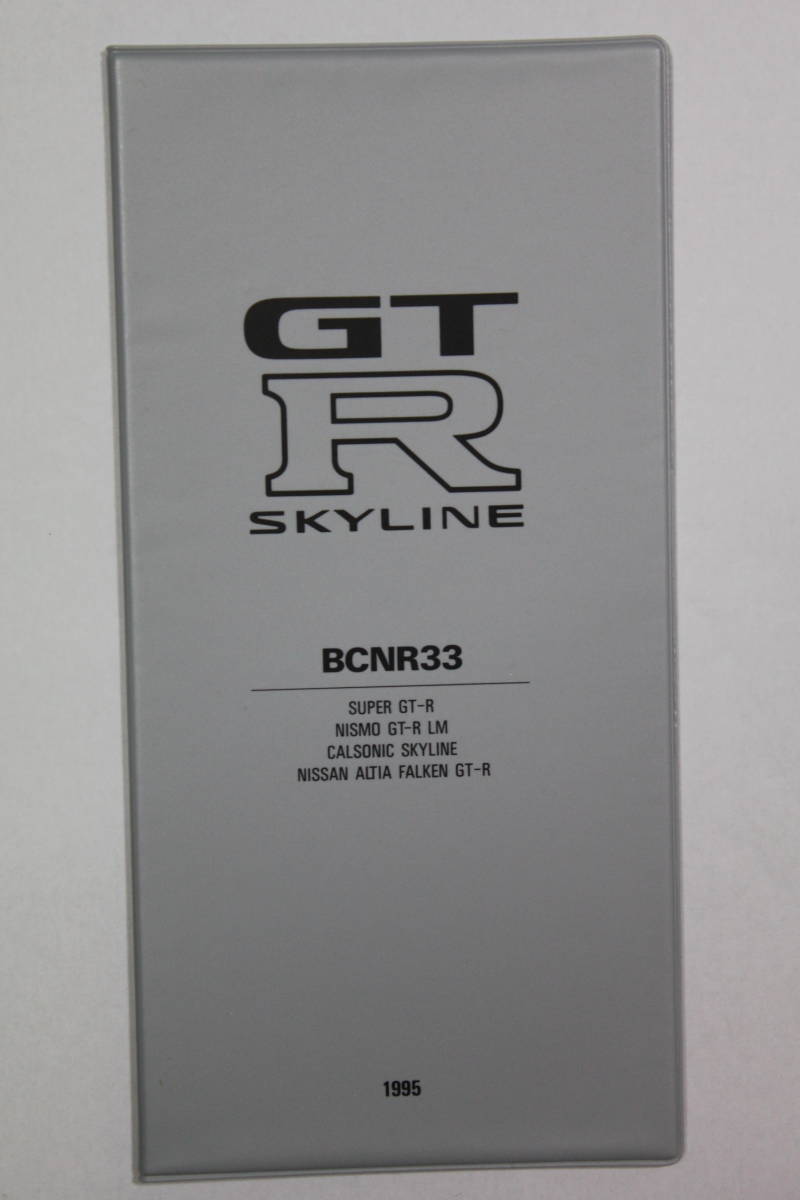 GT
R
SKYLINE
BCNR33
SUPER GT-R
NISMO GT-R LM
CALSONIC SKYLINE
NISSAN ALTIA FALKEN GT-R
1995